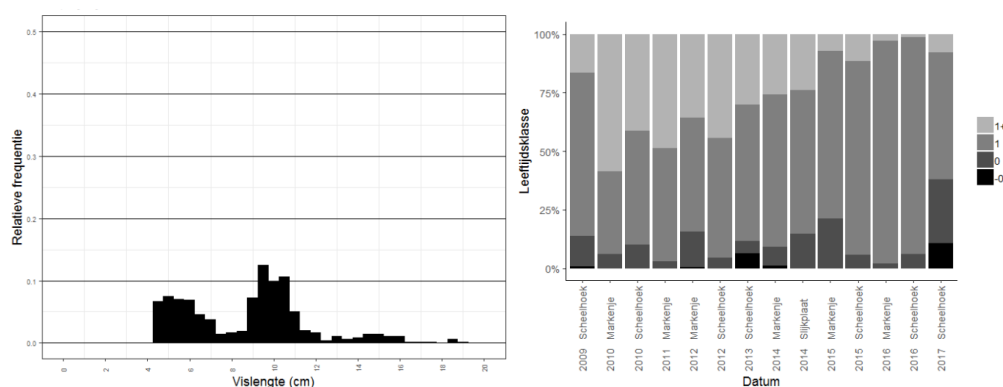 Relatieve frequentie
0.5
0.4
0.3
0.2
0.1
0.0
0 2 4 6 8 10 12 14 16 18 20
Vislengte (cm)
Leeftijdsklasse
100%
75%
50%
25%
0%
2009 Scheelhoek
2010 Markenje
2010 Scheelhoek
2011 Markenje
2012 Markenje
2012 Scheelhoek
2013 Scheelhoek
2014 Markenje
2014 Slijkplaat
2015 Markenje
2015 Scheelhoek
2016 Markenje
2016 Scheelhoek
2017 Scheelhoek
Datum
1+
1
0
-0